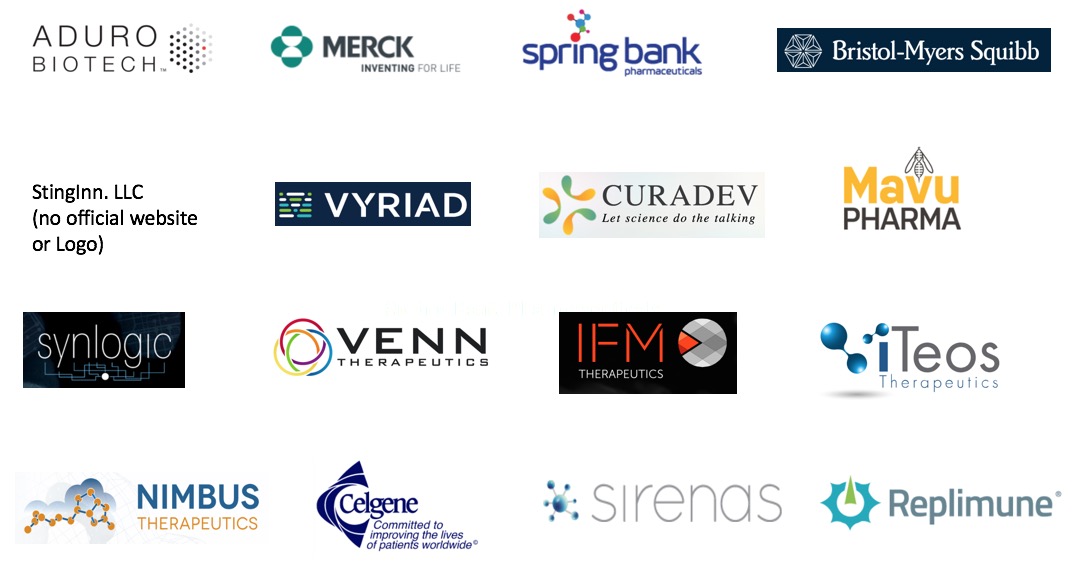 ADURO
BIOTECH™
MERCK
INVENTING FOR LIFE
spring bank
pharmaceuticals
Bristol-Myers Squibb
StingInn. LLC
(no official website
or Logo)
VYRIAD
CURADEV
Let science do the talking
Mavu
PHARMA
synlogic
VENN
THERAPEUTICS
IFM
THERAPEUTICS
iTeos
Therapeutics
NIMBUS
THERAPEUTICS
Celgene
Committed to
improving the lives
of patients worldwide©
sirenas
Replimune®